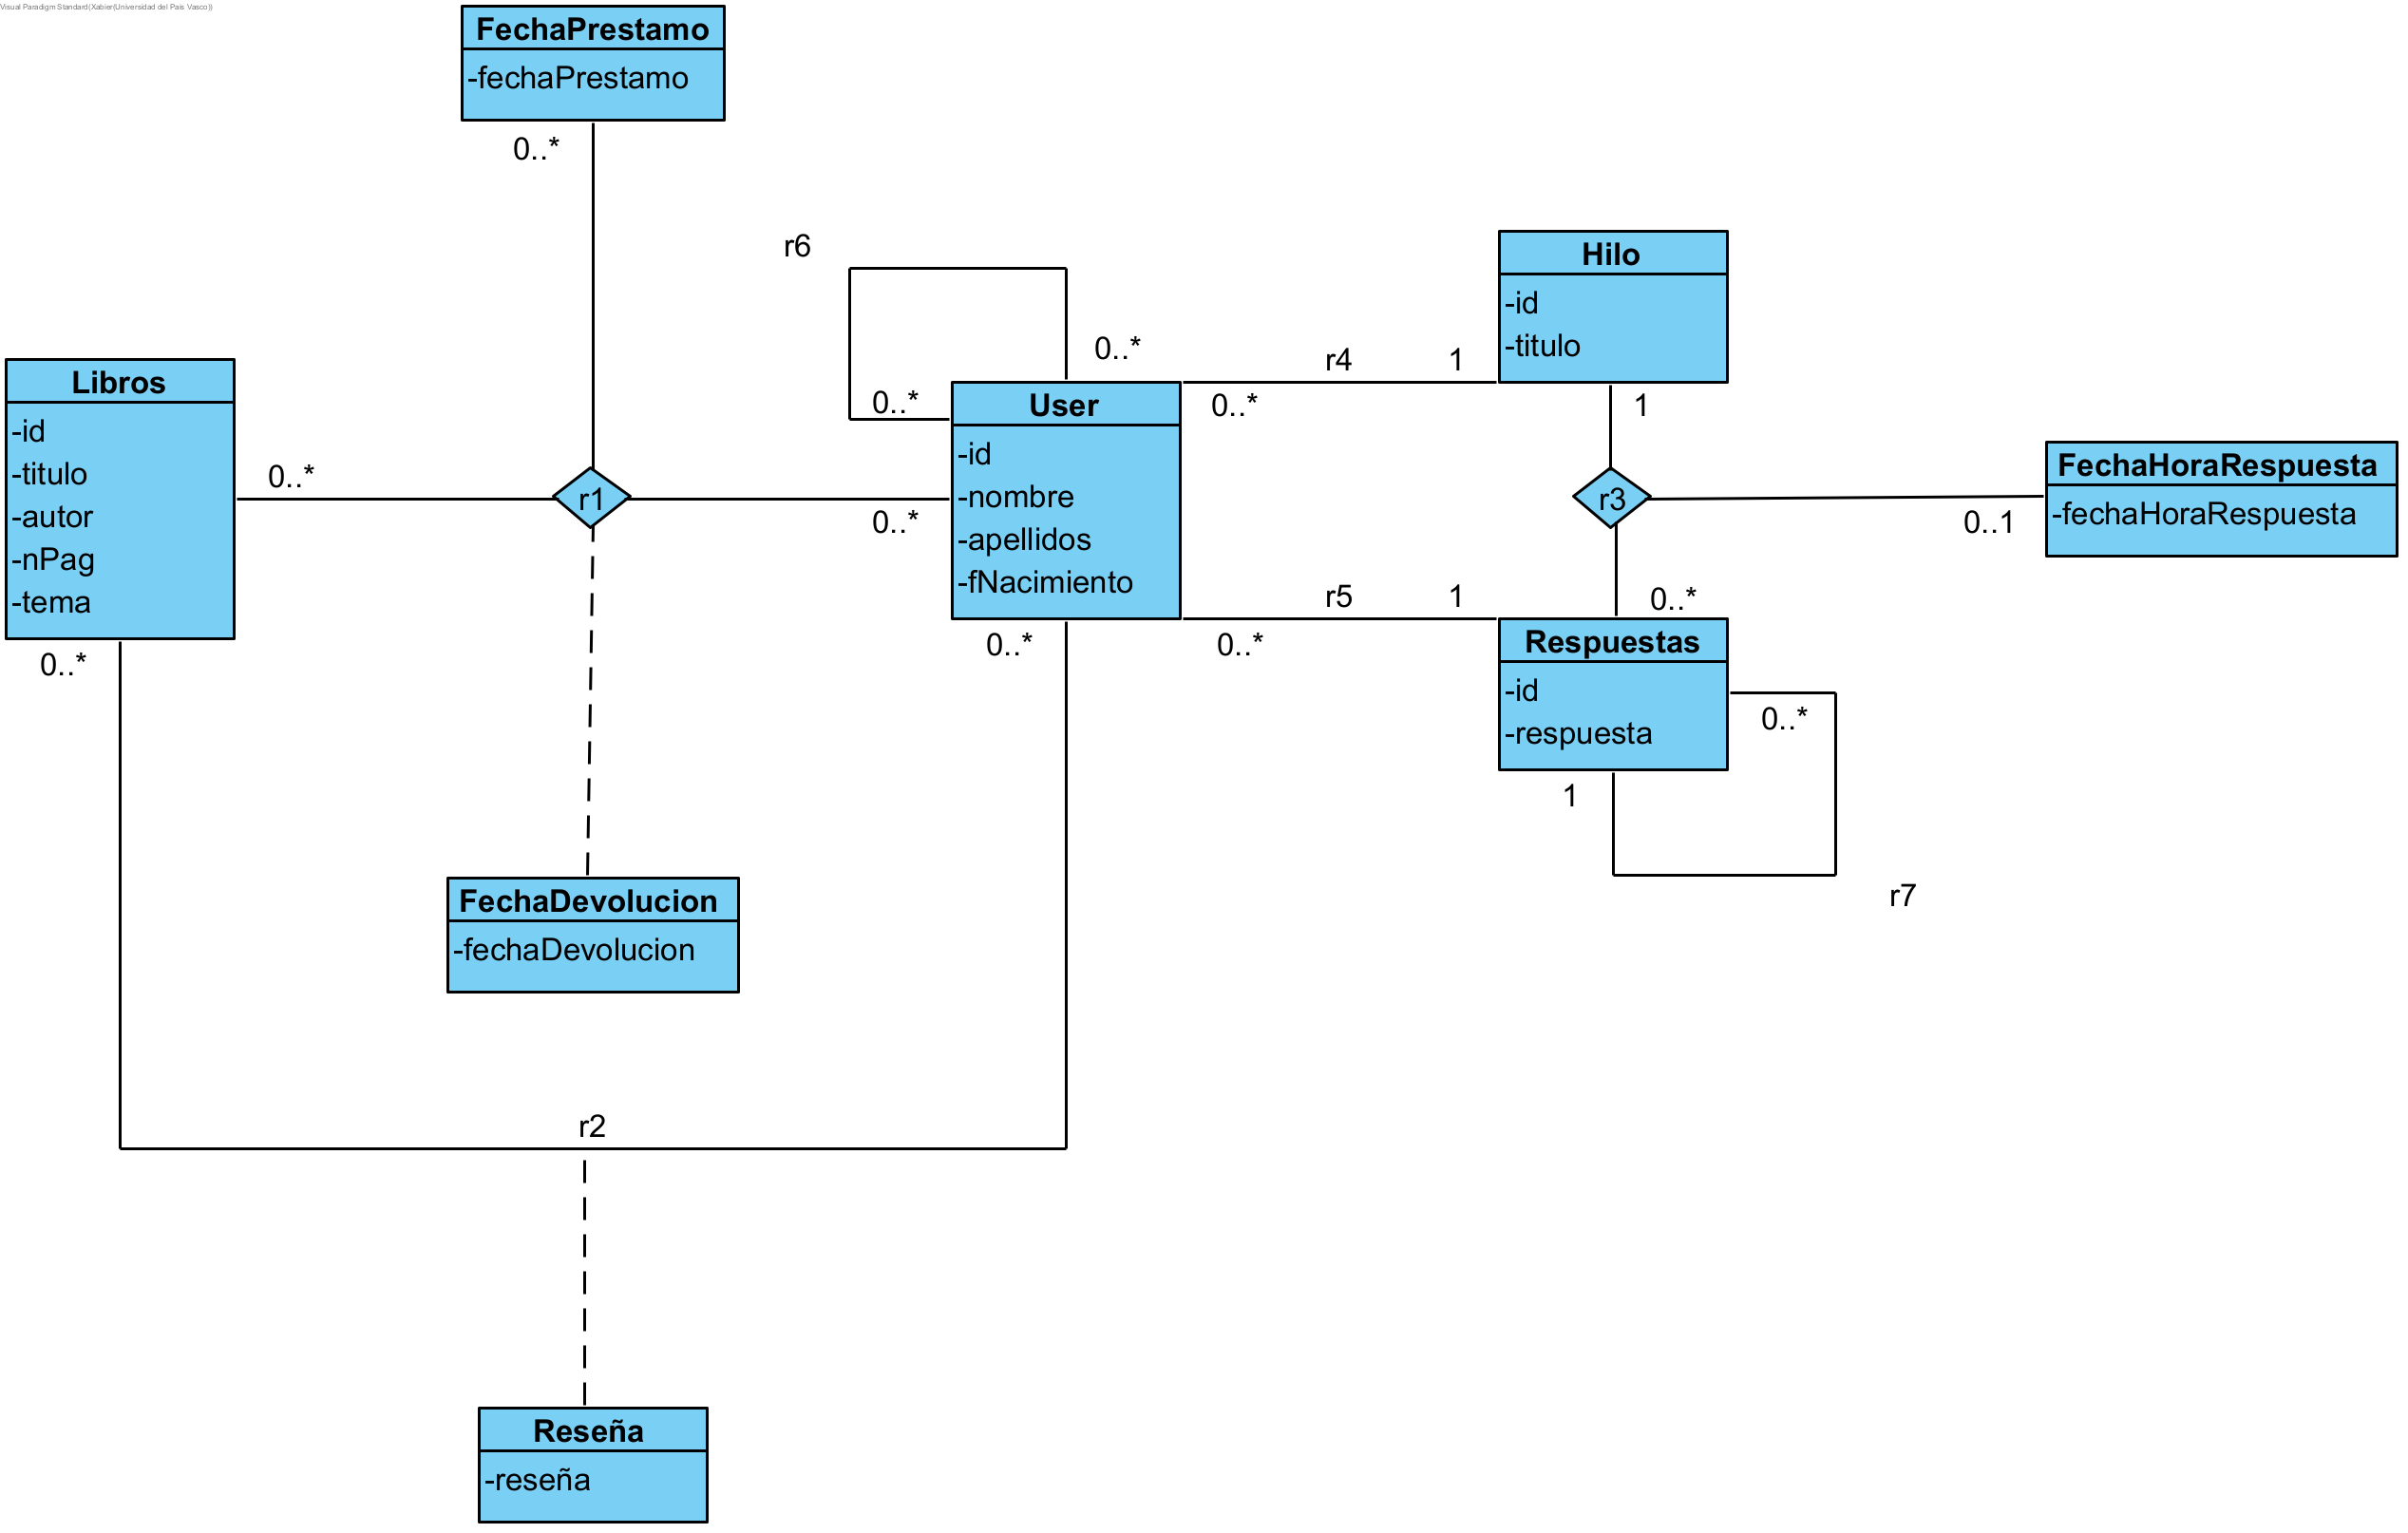 Visual Paradigm Standard(Xabier(Universidad del Pais Vasco))
FechaPrestamo
-fechaPrestamo
0..*
r6
Hilo
-id
-titulo
0..*
r4
1
Libros
-id
-titulo
-autor
-nPag
-tema
0..*
0..*
User
-id
-nombre
-apellidos
-fNacimiento
0..*
1
FechaHoraRespuesta
-fechaHoraRespuesta
0..*
r1
0..*
r3
0..1
r5
1
0..*
0..*
0..*
0..*
Respuestas
-id
-respuesta
0..*
1
r7
FechaDevolucion
-fechaDevolucion
r2
Reseña
-reseña